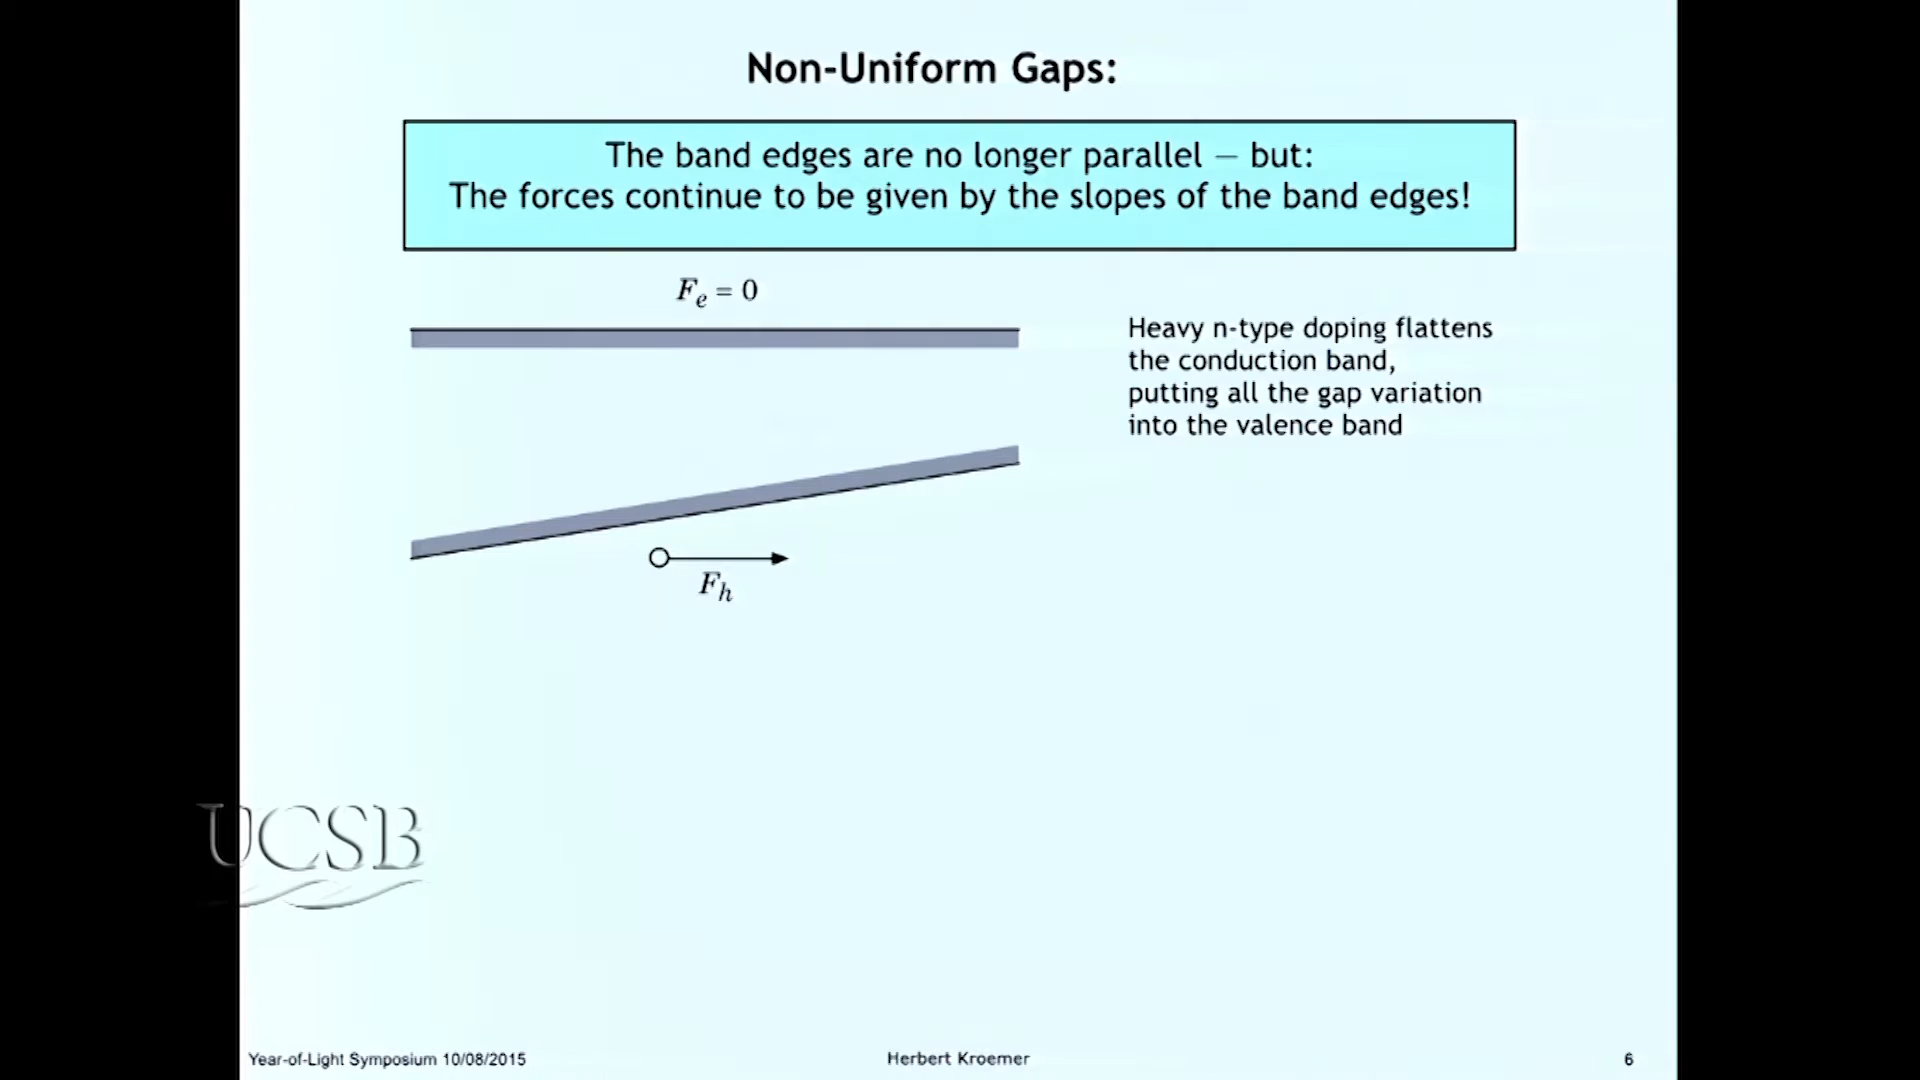 Non-Uniform Gaps:
The band edges are no longer parallel — but:
The forces continue to be given by the slopes of the band edges!
Fe = 0
Heavy n-type doping flattens
the conduction band,
putting all the gap variation
into the valence band
Fh
UCSB
Year-of-Light Symposium 10/08/2015
Herbert Kroemer
6